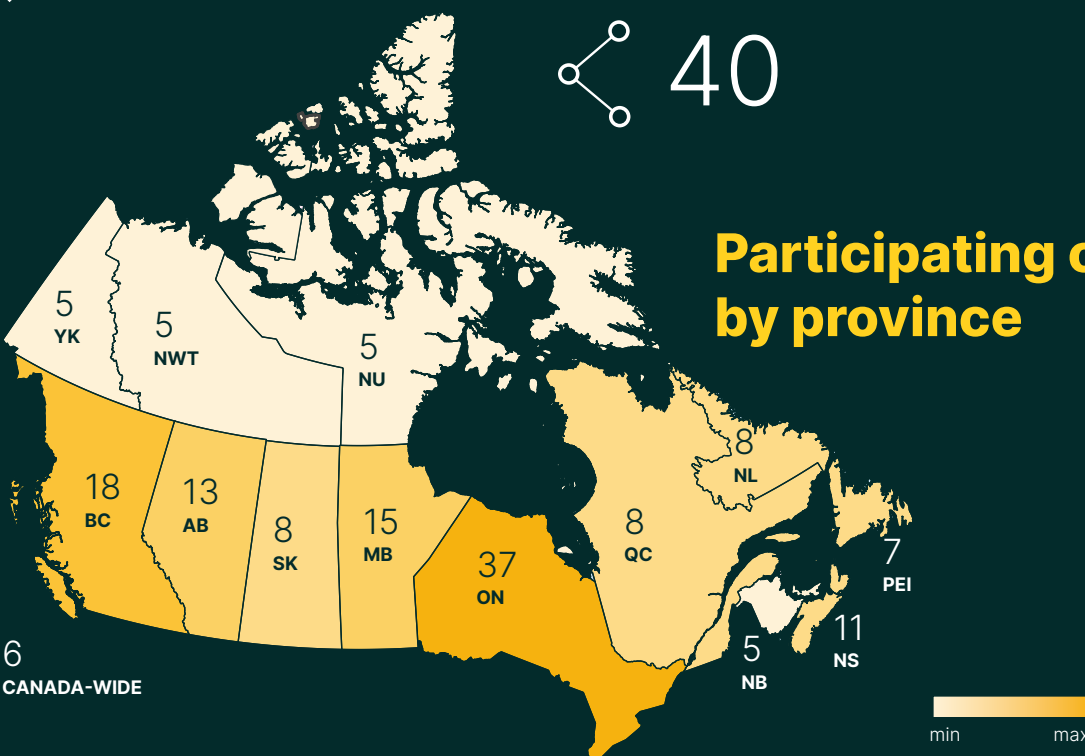 40
Participating
by province
5
YK
5
NWT
5
NU
8
NL
18
BC
13
AB
8
SK
15
MB
37
ON
8
QC
7
PEI
11
NS
5
NB
6
CANADA-WIDE
min
max